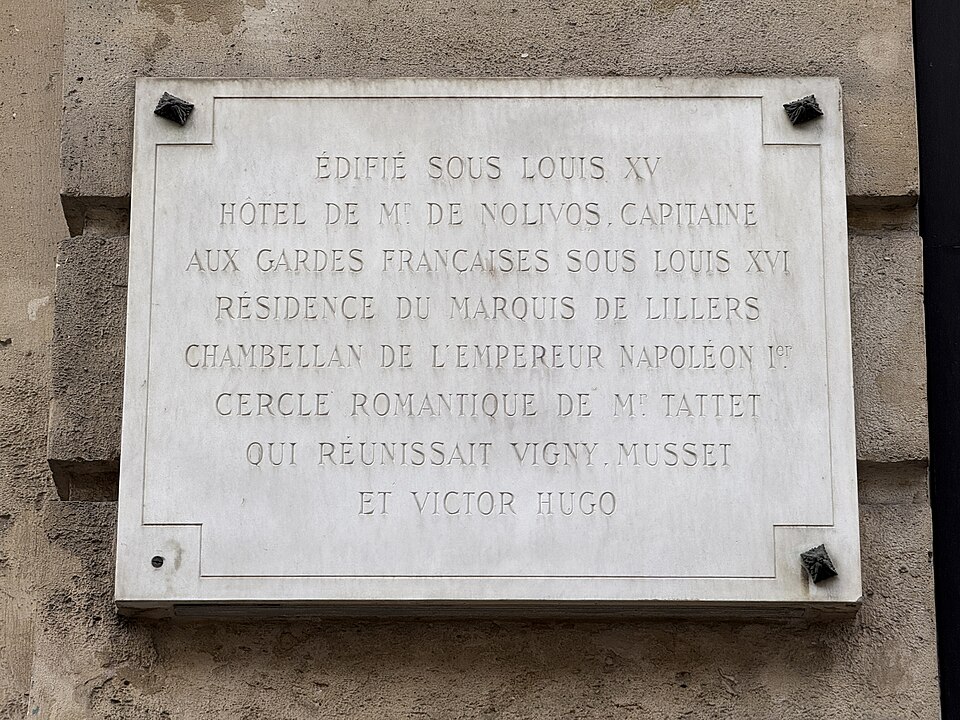 ÉDIFIÉ SOUS LOUIS XV
HÔTEL DE Mr DE NOLIVOS, CAPITAINE
AUX GARDES FRANÇAISES SOUS LOUIS XVI
RÉSIDENCE DU MARQUIS DE LILLERS
CHAMBELLAN DE L'EMPEREUR NAPOLÉON Ier.
CERCLE ROMANTIQUE DE Mr TATTET
QUI RÉUNISSAIT VIGNY, MUSSET
ET VICTOR HUGO